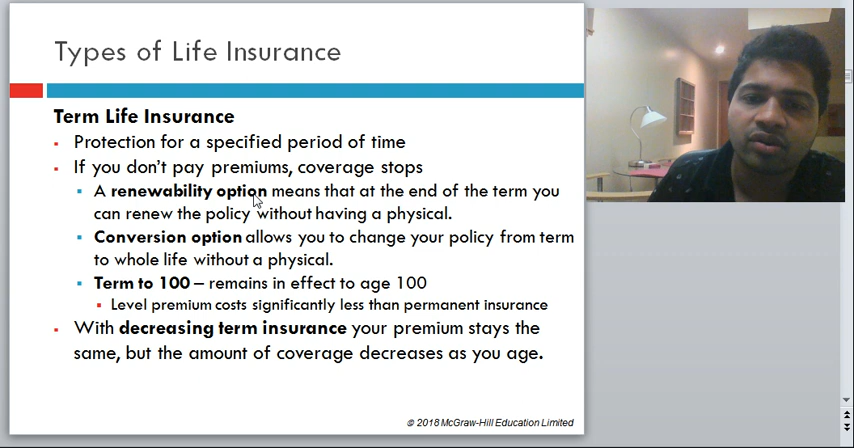 Types of Life Insurance
Term Life Insurance
Protection for a specified period of time
If you don't pay premiums, coverage stops
A renewability option means that at the end of the term you
can renew the policy without having a physical.
Conversion option allows you to change your policy from term
to whole life without a physical.
Term to 100 – remains in effect to age 100
Level premium costs significantly less than permanent insurance
With decreasing term insurance your premium stays the
same, but the amount of coverage decreases as you age.
© 2018 McGraw-Hill Education Limited